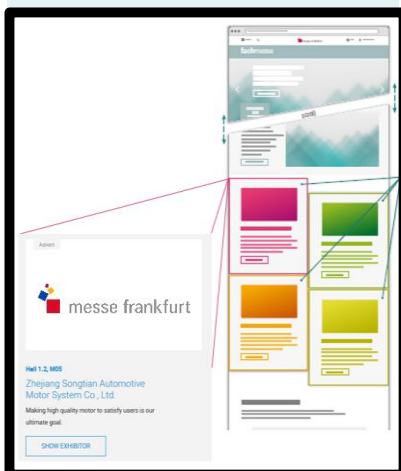 fachmesse
Advert
messe frankfurt
Hall 1.2, M05
Zhejiang Songtian Automotive
Motor System Co., Ltd.
Making high quality motor to satisfy users is our
ultimate goal.
SHOW EXHIBITOR